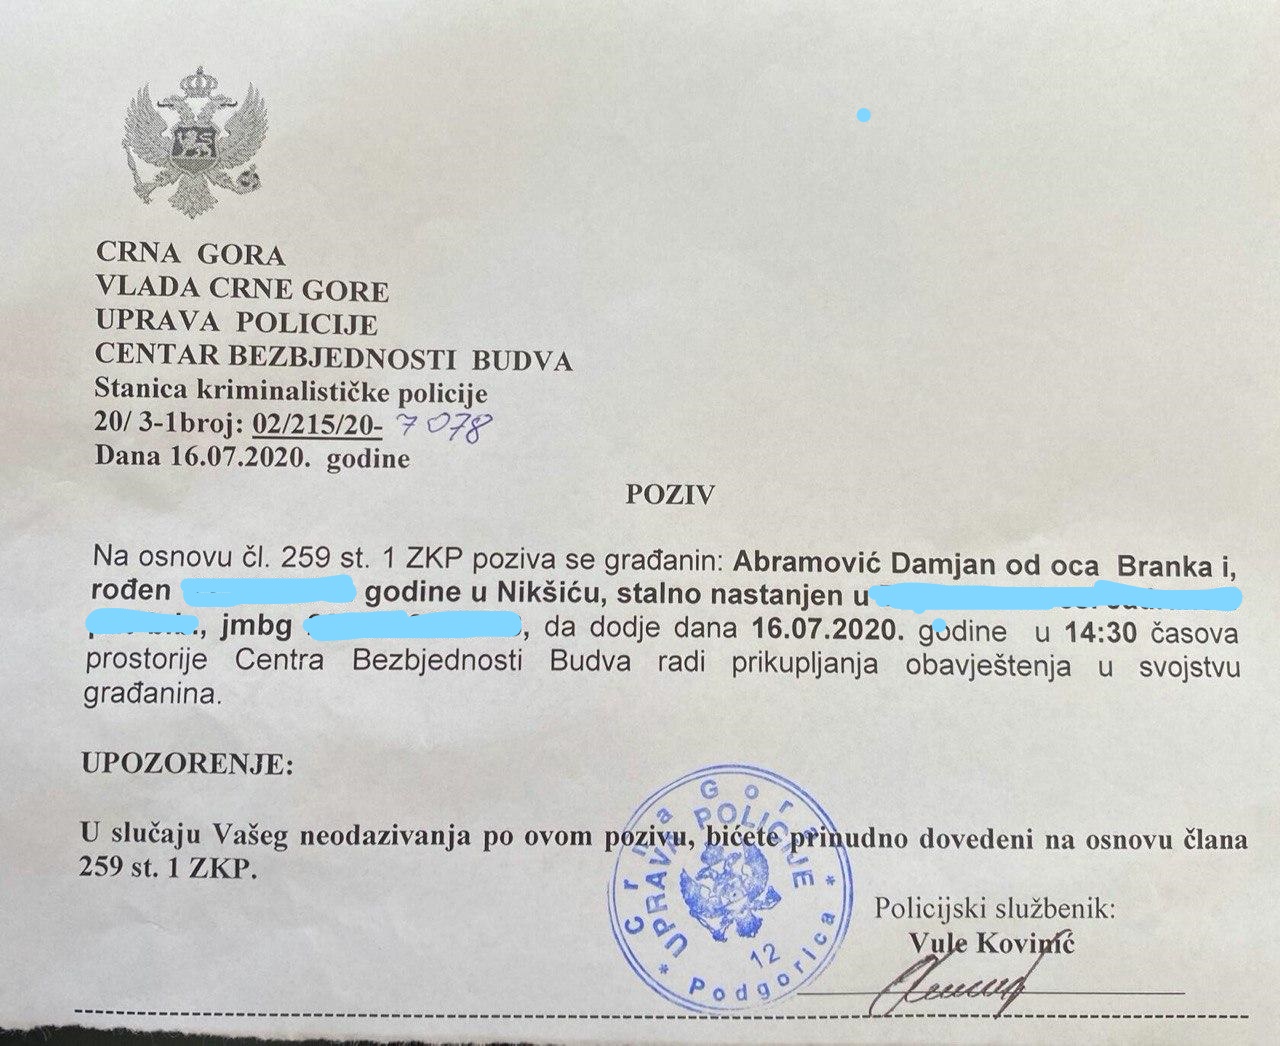 CRNA GORA
VLADA CRNE GORE
UPRAVA POLICIJE
CENTAR BEZBJEDNOSTI BUDVA
Stanica kriminalističke policije
20/ 3-1broj: 02/215/20- 7078
Dana 16.07.2020. godine
POZIV
Na osnovu čl. 259 st. 1 ZKP poziva se građanin: Abramović Damjan od oca Branka i,
rođen godine u Nikšiću, stalno nastanjen u
, jmbg , da dodje dana 16.07.2020. godine u 14:30 časova
prostorije Centra Bezbjednosti Budva radi prikupljanja obavještenja u svojstvu
građanina.
UPOZORENJE:
U slučaju Vašeg neodazivanja po ovom pozivu, bićete prinudno dovedeni na osnovu člana
259 st. 1 ZKP.
Crna Gora
UPRAVA POLICIJE
12
* Podgorica *
Policijski službenik:
Vule Kovinić